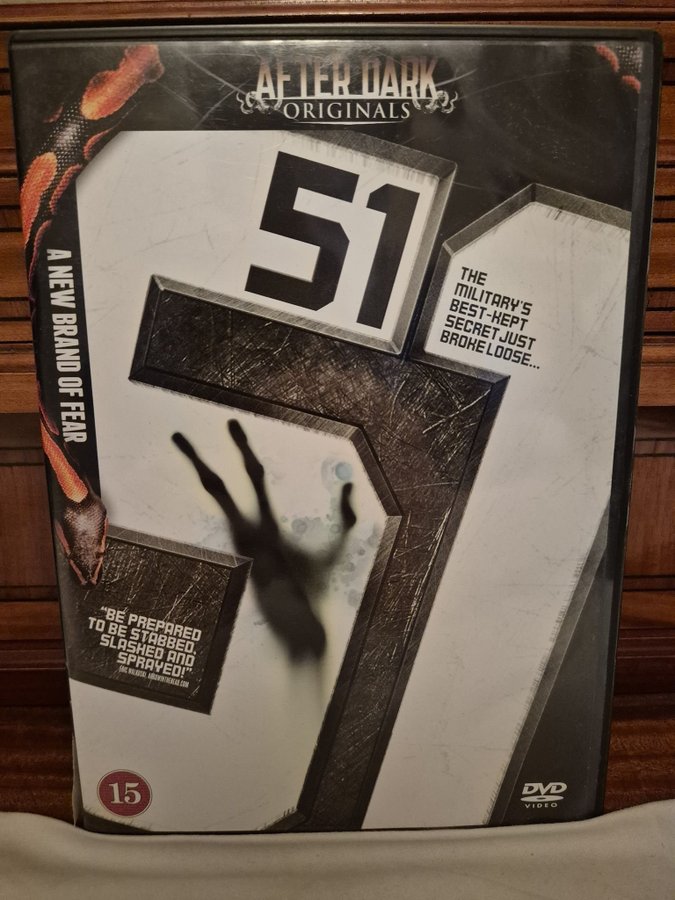 AFTER DARK
ORIGINALS
51
THE
MILITARY'S
BEST-KEPT
SECRET JUST
BROKE LOOSE...
A NEW BRAND OF FEAR
"BE PREPARED
TO BE STABBED,
SLASHED AND
SPRAYED!"
15
DVD
VIDEO